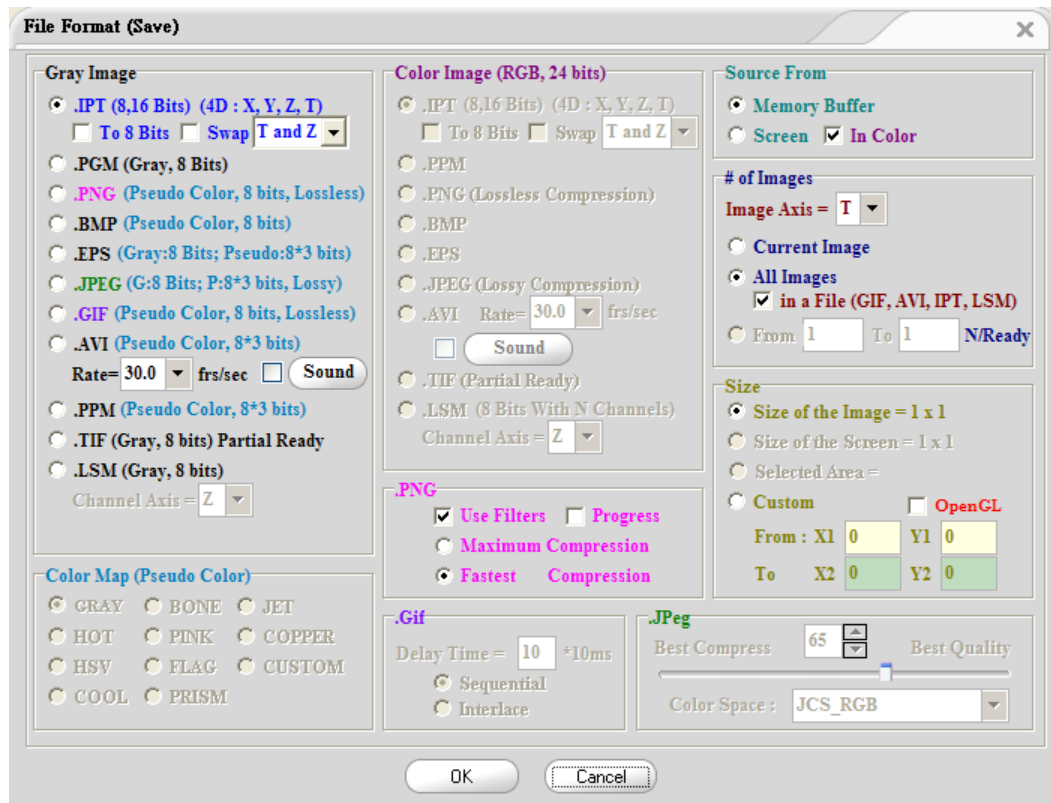 File Format (Save)
Gray Image
.IPT (8,16 Bits) (4D : X, Y, Z, T)
To 8 Bits Swap T and Z
.PGM (Gray, 8 Bits)
.PNG (Pseudo Color, 8 bits, Lossless)
.BMP (Pseudo Color, 8 bits)
.EPS (Gray:8 Bits; Pseudo:8*3 bits)
.JPEG (G:8 Bits; P:8*3 bits, Lossy)
.GIF (Pseudo Color, 8 bits, Lossless)
.AVI (Pseudo Color, 8*3 bits)
Rate= 30.0 frs/sec Sound
.PPM (Pseudo Color, 8*3 bits)
.TIF (Gray, 8 bits) Partial Ready
.LSM (Gray, 8 bits)
Channel Axis = Z
Color Map (Pseudo Color)
GRAY BONE JET
HOT PINK COPPER
HSV FLAG CUSTOM
COOL PRISM
Color Image (RGB, 24 bits)
.IPT (8,16 Bits) (4D : X, Y, Z, T)
To 8 Bits Swap T and Z
.PPM
.PNG (Lossless Compression)
.BMP
.EPS
.JPEG (Lossy Compression)
.AVI Rate= 30.0 frs/sec
Sound
.TIF (Partial Ready)
.LSM (8 Bits With N Channels)
Channel Axis = Z
.PNG
Use Filters Progress
Maximum Compression
Fastest Compression
.Gif
Delay Time = 10 *10ms
Sequential
Interlace
Source From
Memory Buffer
Screen In Color
# of Images
Image Axis = T
Current Image
All Images
in a File (GIF, AVI, IPT, LSM)
From 1 To 1 N/Ready
Size
Size of the Image = 1 x 1
Size of the Screen = 1 x 1
Selected Area =
Custom OpenGL
From : X1 0 Y1 0
To X2 0 Y2 0
.JPeg
Best Compress 65 Best Quality
Color Space : JCS_RGB
OK Cancel